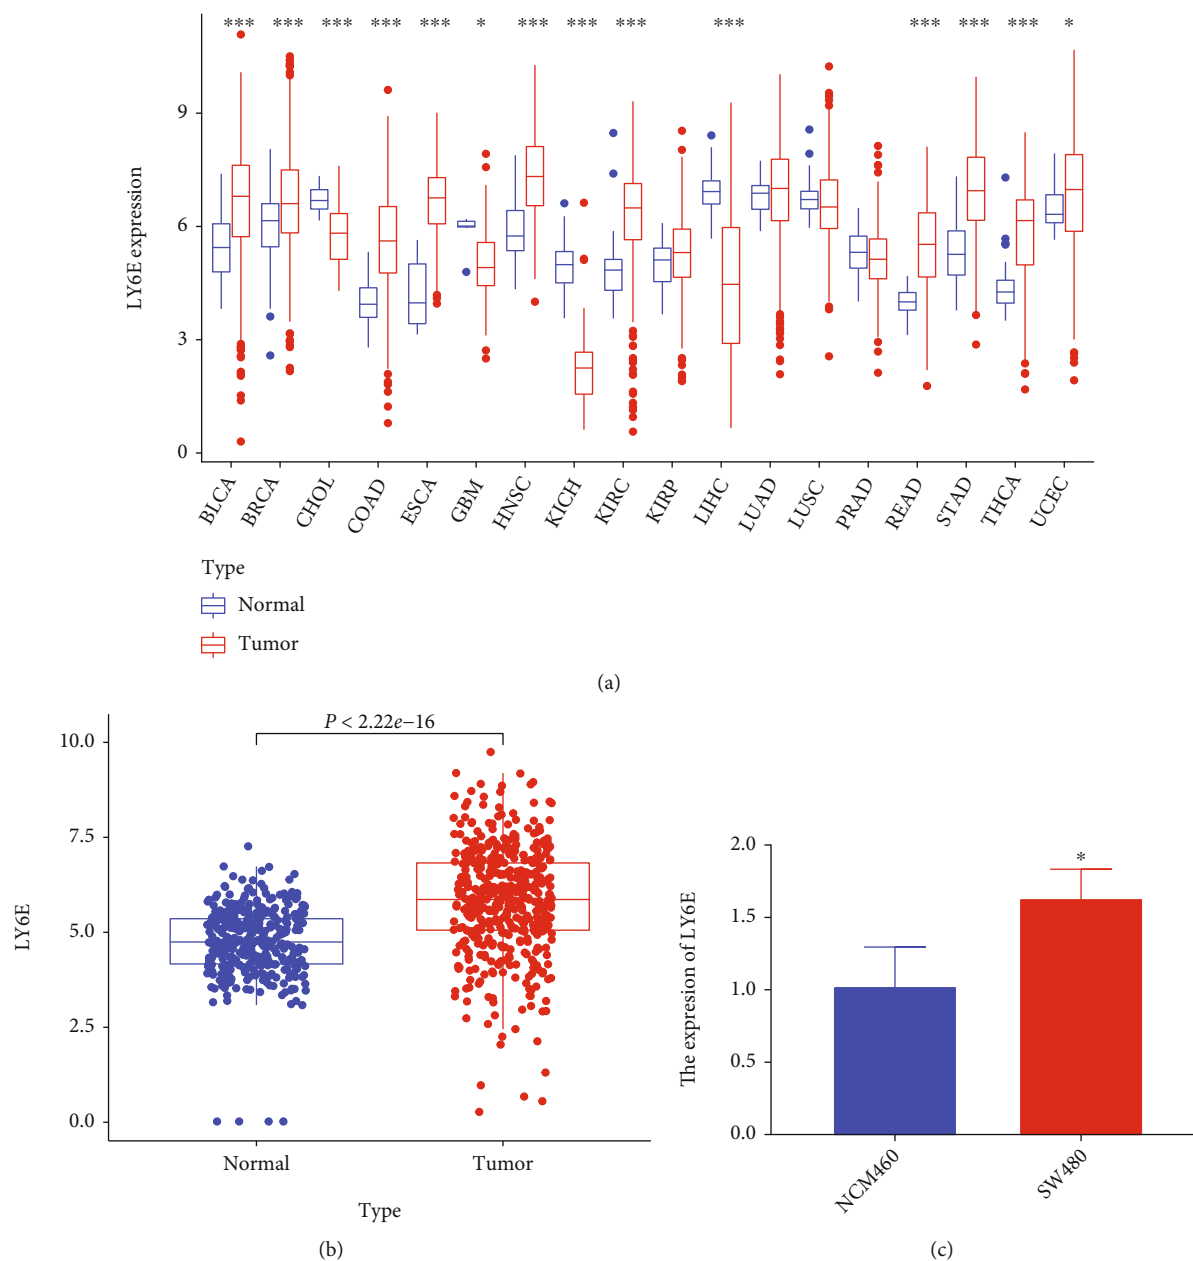 *** *** *** *** *** * *** *** *** *** *** *** *** *
LY6E expression
9
6
3
0
BLCA BRCA CHOL COAD ESCA GBM HNSC KICH KIRC KIRP LIHC LUAD LUSC PRAD READ STAD THCA UCEC
Type
Normal
Tumor
(a)
P < 2.22e−16
LY6E
10.0
7.5
5.0
2.5
0.0
Normal Tumor
Type
(b)
*
The expresion of LY6E
2.0
1.5
1.0
0.5
0.0
NCM460 SW480
(c)